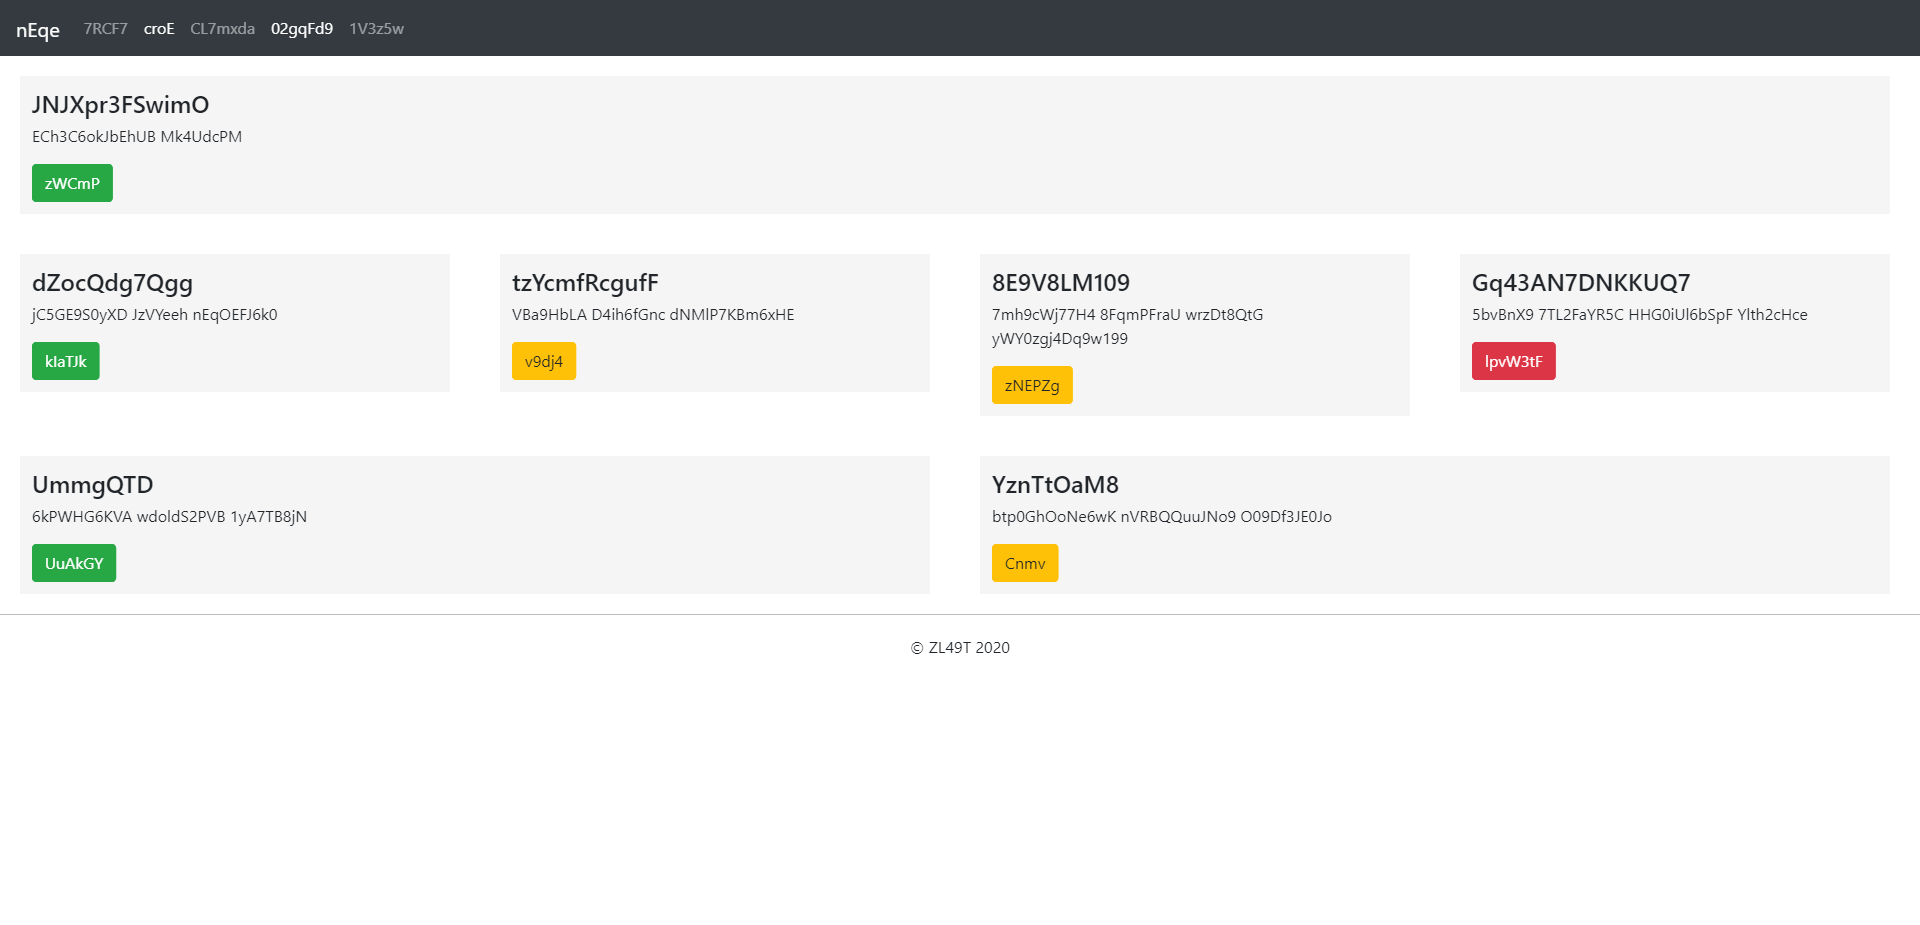 nEqe 7RCF7 croE CL7mxda 02gqFd9 1V3z5w
JNJXpr3FSwimO
ECh3C6okJbEhUB Mk4UdcPM
zWCmP
dZocQdg7Qgg
jC5GE9S0yXD JzVYeeh nEqOEFJ6k0
kIaTJk
tzYcmfRcgufF
VBa9HbLA D4ih6fGnc dNMlP7KBm6xHE
v9dj4
8E9V8LM109
7mh9cWj77H4 8FqmPFraU wrzDt8QtG
yWY0zgj4Dq9w199
zNEPZg
Gq43AN7DNKKUQ7
5bvBnX9 7TL2FaYR5C HHG0iUl6bSpF Ylth2cHce
lpvW3tF
UmmgQTD
6kPWHG6KVA wdoldS2PVB 1yA7TB8jN
UuAkGY
YznTtOaM8
btp0GhOoNe6wK nVRBQQuuJNo9 O09Df3JE0Jo
Cnmv
© ZL49T 2020